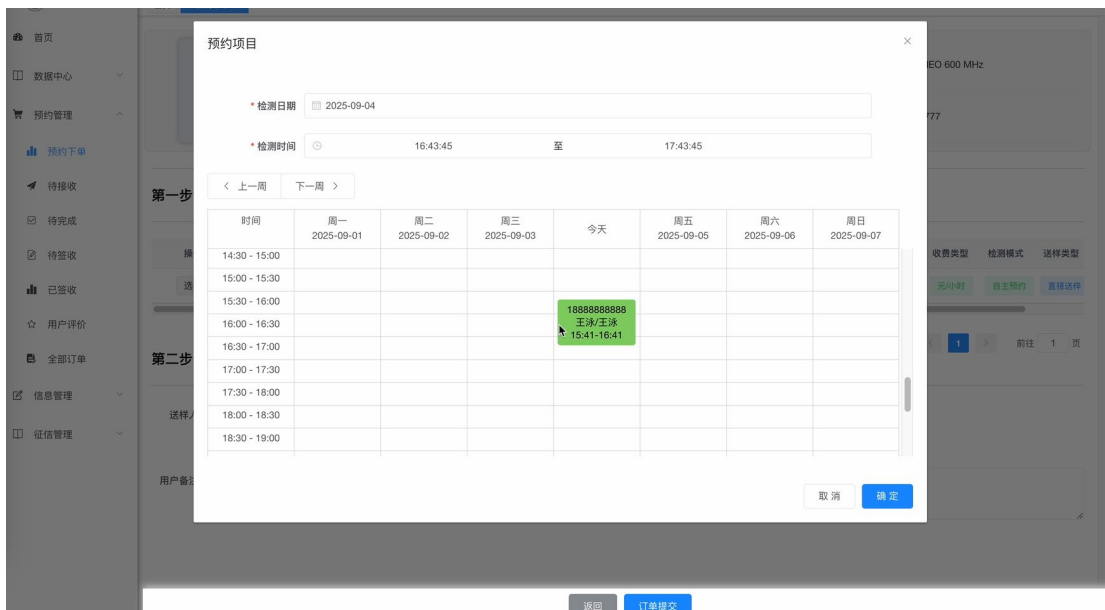 首页
数据中心
预约管理
预约下单
待接收
待完成
待签收
已签收
用户评价
全部订单
信息管理
征信管理
预约项目
* 检测日期 2025-09-04
* 检测时间 16:43:45 至 17:43:45
< 上一周 下一周 >
时间 周一 周二 周三 今天 周五 周六 周日
2025-09-01 2025-09-02 2025-09-03 2025-09-05 2025-09-06 2025-09-07
14:30 - 15:00
15:00 - 15:30
15:30 - 16:00
16:00 - 16:30
16:30 - 17:00
17:00 - 17:30
17:30 - 18:00
18:00 - 18:30
18:30 - 19:00
18888888888
王泳/王泳
15:41-16:41
取消 确定
EO 600 MHz
777
第一步
操
收费类型 检测模式 送样类型
选
元/小时 自主预约 直接送样
1 前往 1 页
第二步
送样人
用户备注
返回 订单提交